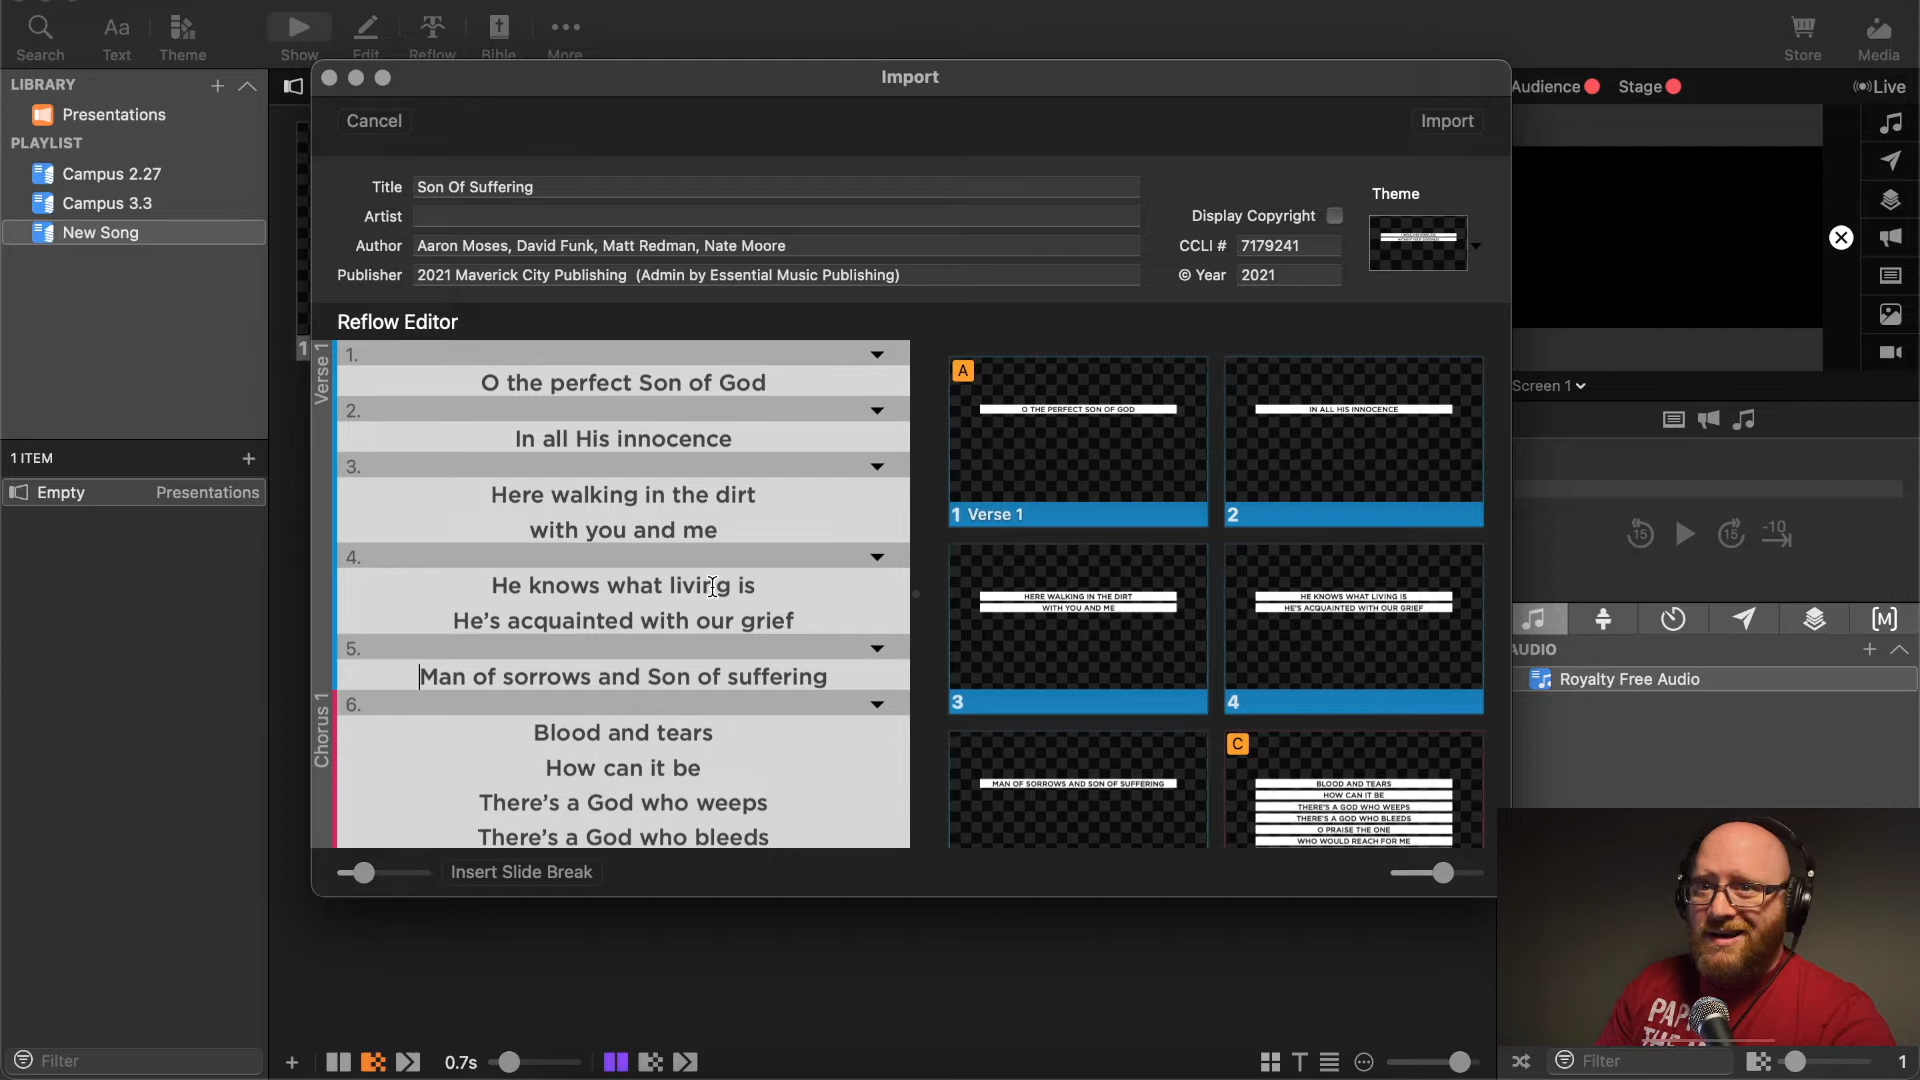 Search
Text
Theme
Show
Edit
Reflow
Bible
More
Store
Media
LIBRARY
Presentations
PLAYLIST
Campus 2.27
Campus 3.3
New Song
1 ITEM
Empty
Presentations
Filter
Import
Cancel
Import
Title Son Of Suffering
Artist
Author Aaron Moses, David Funk, Matt Redman, Nate Moore
Publisher 2021 Maverick City Publishing (Admin by Essential Music Publishing)
Display Copyright
CCLI # 7179241
© Year 2021
Theme
Reflow Editor
Verse 1
1.
O the perfect Son of God
2.
In all His innocence
3.
Here walking in the dirt
with you and me
4.
He knows what living is
He’s acquainted with our grief
5.
Man of sorrows and Son of suffering
Chorus 1
6.
Blood and tears
How can it be
There’s a God who weeps
There’s a God who bleeds
A
O THE PERFECT SON OF GOD
1 Verse 1
IN ALL HIS INNOCENCE
2
HERE WALKING IN THE DIRT
WITH YOU AND ME
3
HE KNOWS WHAT LIVING IS
HE'S ACQUAINTED WITH OUR GRIEF
4
MAN OF SORROWS AND SON OF SUFFERING
C
BLOOD AND TEARS
HOW CAN IT BE
THERE'S A GOD WHO WEEPS
THERE'S A GOD WHO BLEEDS
O PRAISE THE ONE
WHO WOULD REACH FOR ME
Insert Slide Break
1
0.7s
Audience
Stage
Live
Screen 1
15
15
-10
[M]
AUDIO
Royalty Free Audio
Filter
1